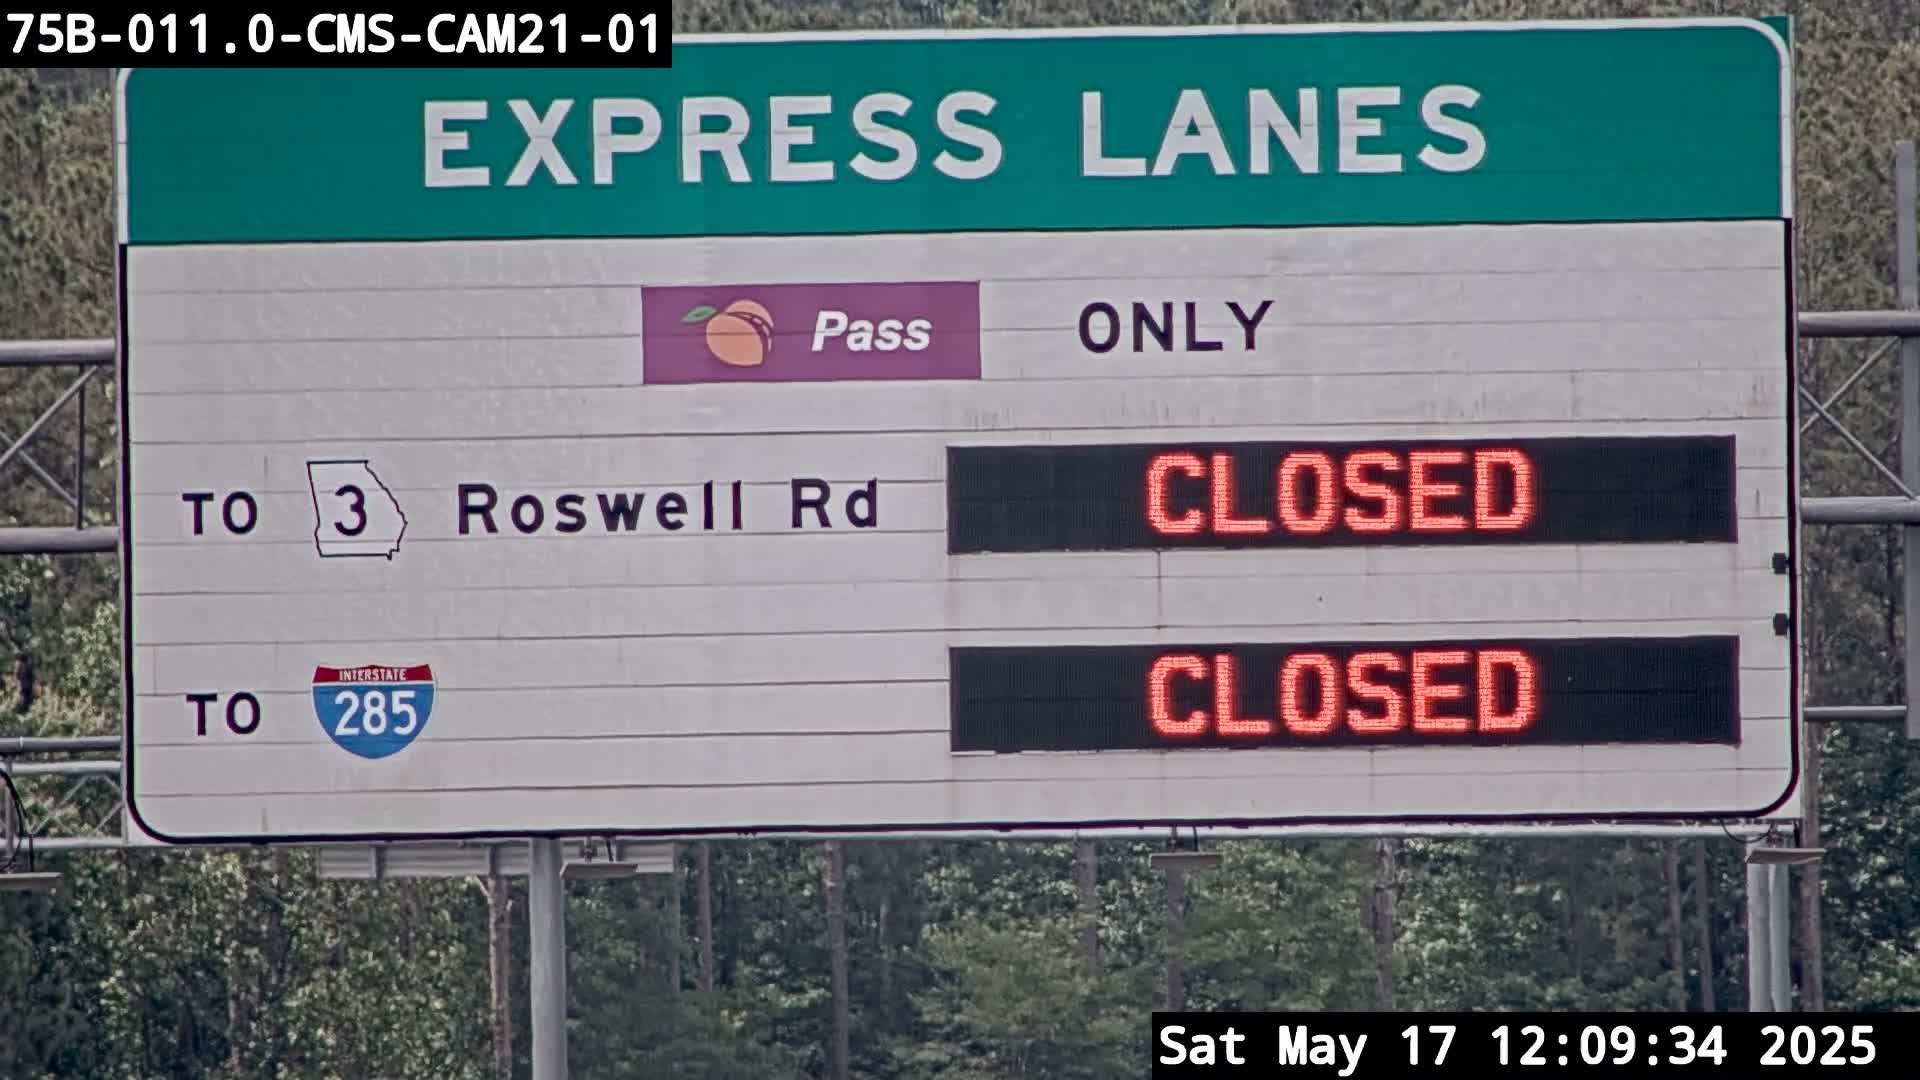 75B-011.0-CMS-CAM21-01
EXPRESS LANES
Pass ONLY
TO 3 Roswell Rd CLOSED
INTERSTATE
TO 285 CLOSED
Sat May 17 12:09:34 2025